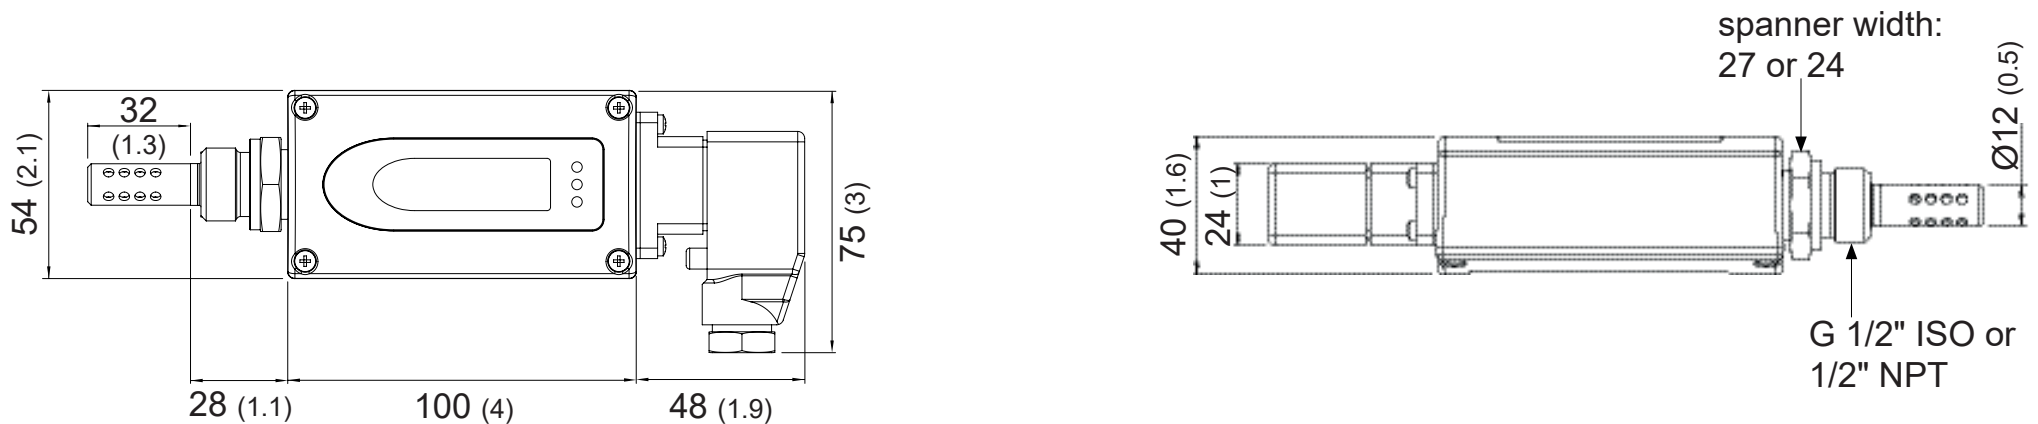 32
(1.3)
54 (2.1)
75 (3)
28 (1.1)
100 (4)
48 (1.9)
spanner width:
27 or 24
40 (1.6)
24 (1)
Ø12 (0.5)
G 1/2" ISO or
1/2" NPT